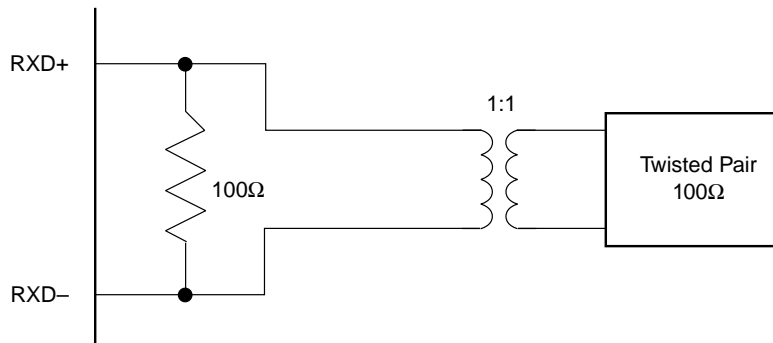 RXD+
1:1
Twisted Pair
100Ω
100Ω
RXD–